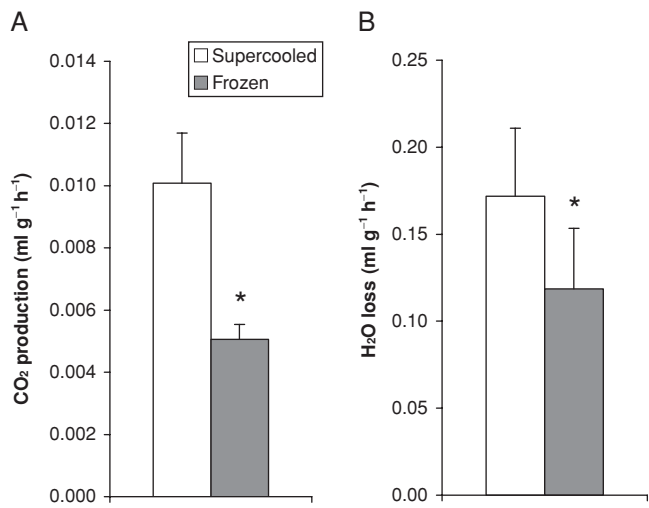 A
B
Supercooled
Frozen
CO₂ production (ml g⁻¹ h⁻¹)
0.014
0.012
0.010
0.008
0.006
0.004
0.002
0.000
*
H₂O loss (ml g⁻¹ h⁻¹)
0.25
0.20
0.15
0.10
0.05
0.00
*